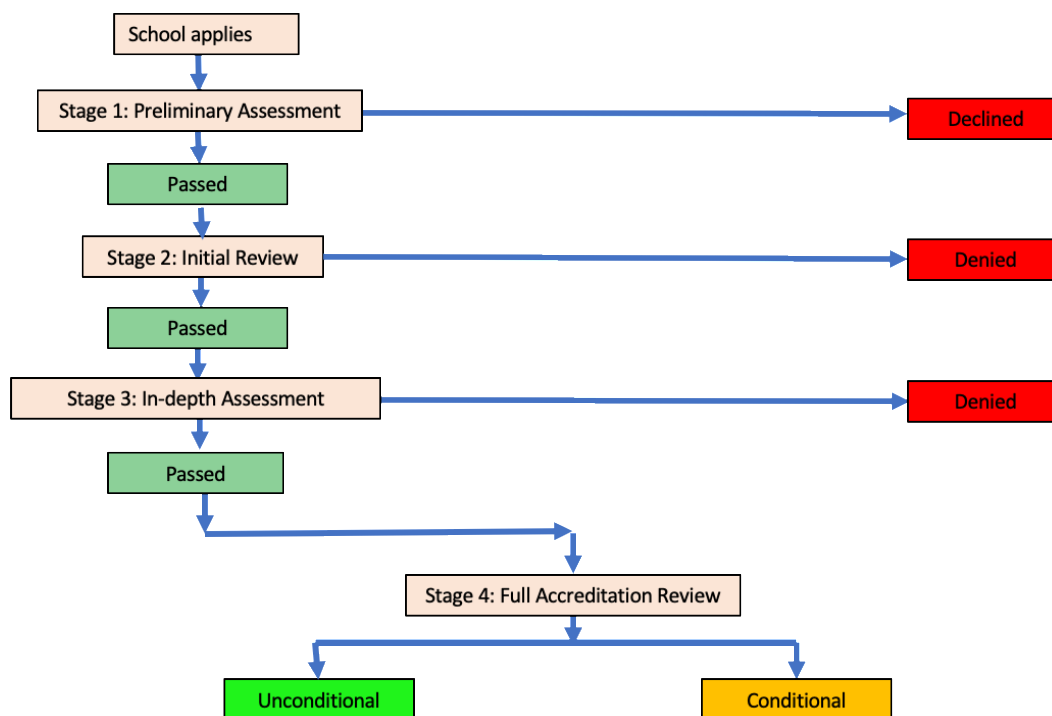 School applies
Stage 1: Preliminary Assessment
Declined
Passed
Stage 2: Initial Review
Denied
Passed
Stage 3: In-depth Assessment
Denied
Passed
Stage 4: Full Accreditation Review
Unconditional
Conditional